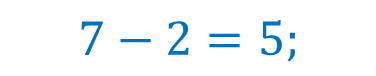 7 − 2 = 5;